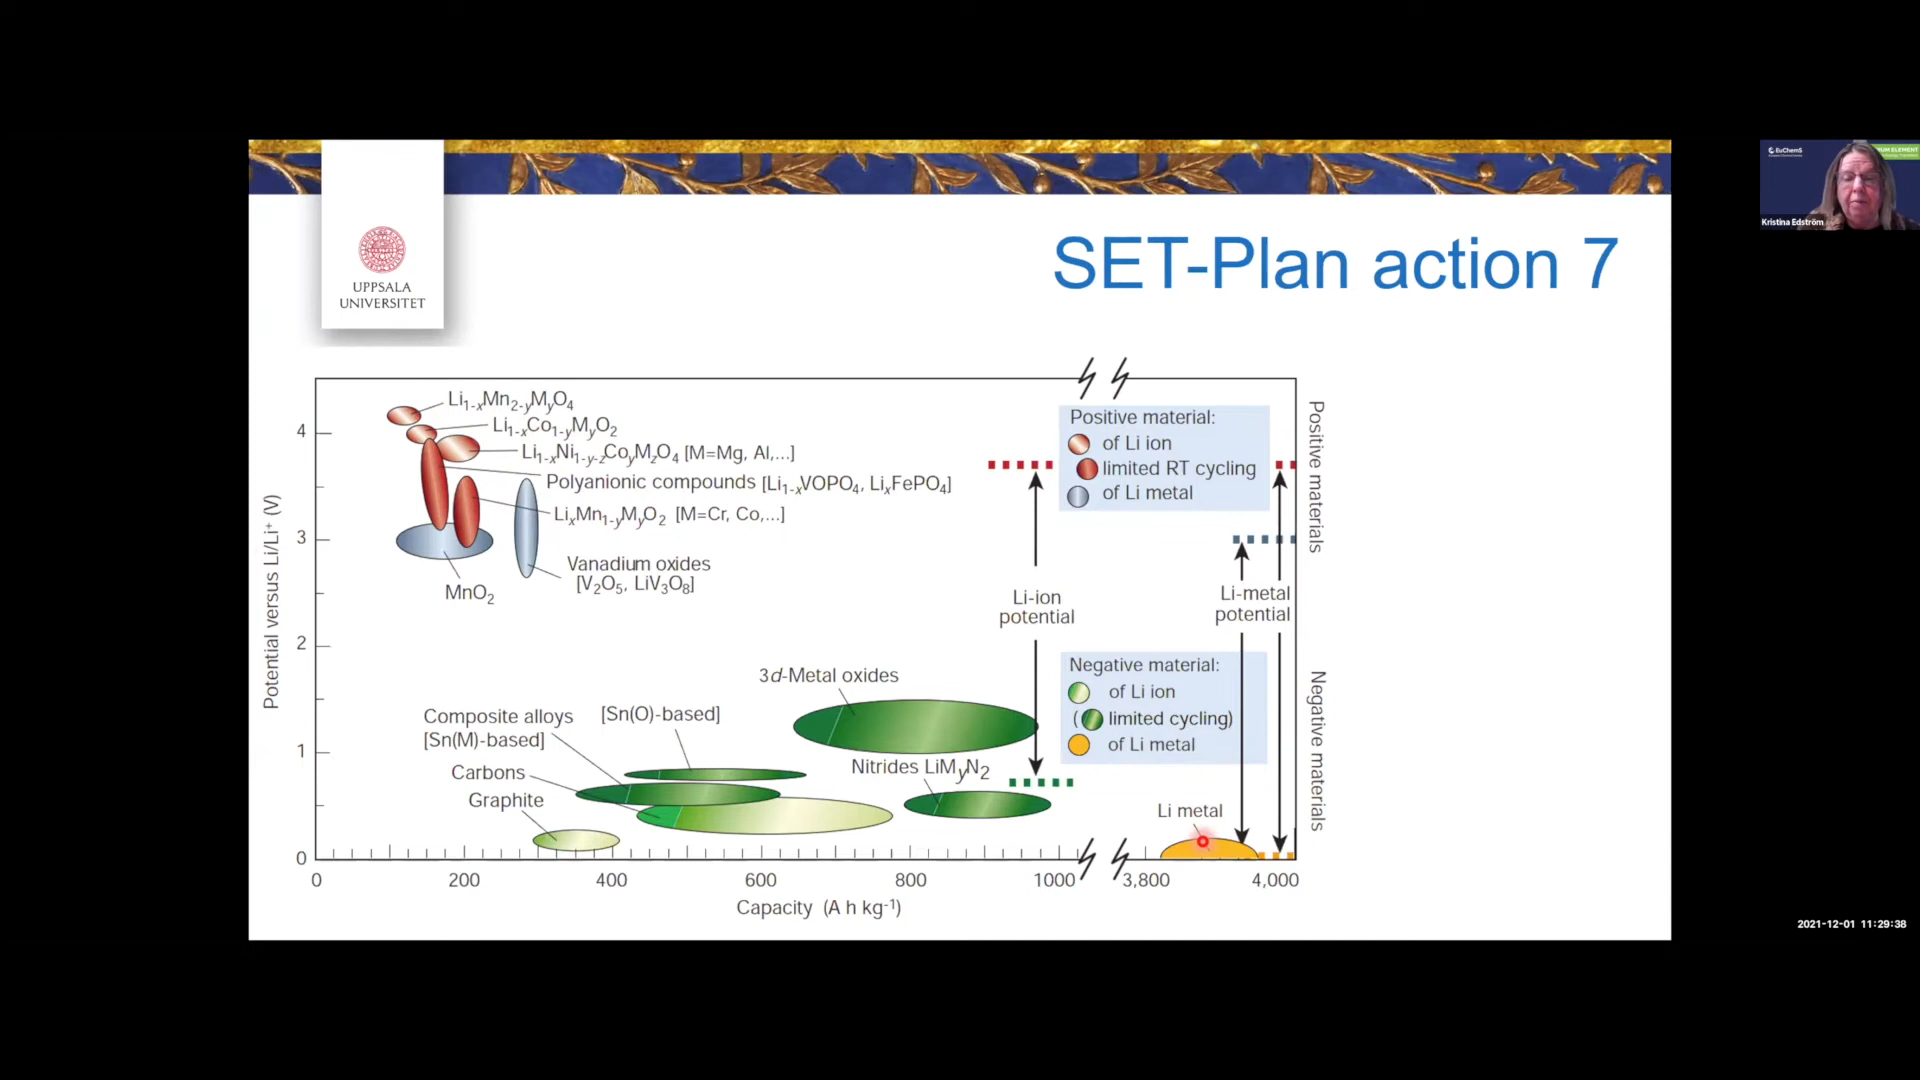 UPPSALA
UNIVERSITET
SET-Plan action 7
Li1-xMn2-yMyO4
Li1-xCo1-yMyO2
Li1-xNi1-y-zCoyMzO4 [M=Mg, Al,...]
Polyanionic compounds [Li1-xVOPO4, LixFePO4]
LixMn1-yMyO2 [M=Cr, Co,...]
Vanadium oxides
[V2O5, LiV3O8]
MnO2
Positive material:
of Li ion
limited RT cycling
of Li metal
Positive materials
Li-ion
potential
Li-metal
potential
Negative material:
of Li ion
( limited cycling)
of Li metal
Negative materials
3d-Metal oxides
Composite alloys
[Sn(M)-based]
[Sn(O)-based]
Carbons
Graphite
Nitrides LiMyN2
Li metal
Potential versus Li/Li+ (V)
4
3
2
1
0
0 200 400 600 800 1000 3,800 4,000
Capacity (A h kg-1)
EuChemS
Kristina Edström
2021-12-01 11:29:38